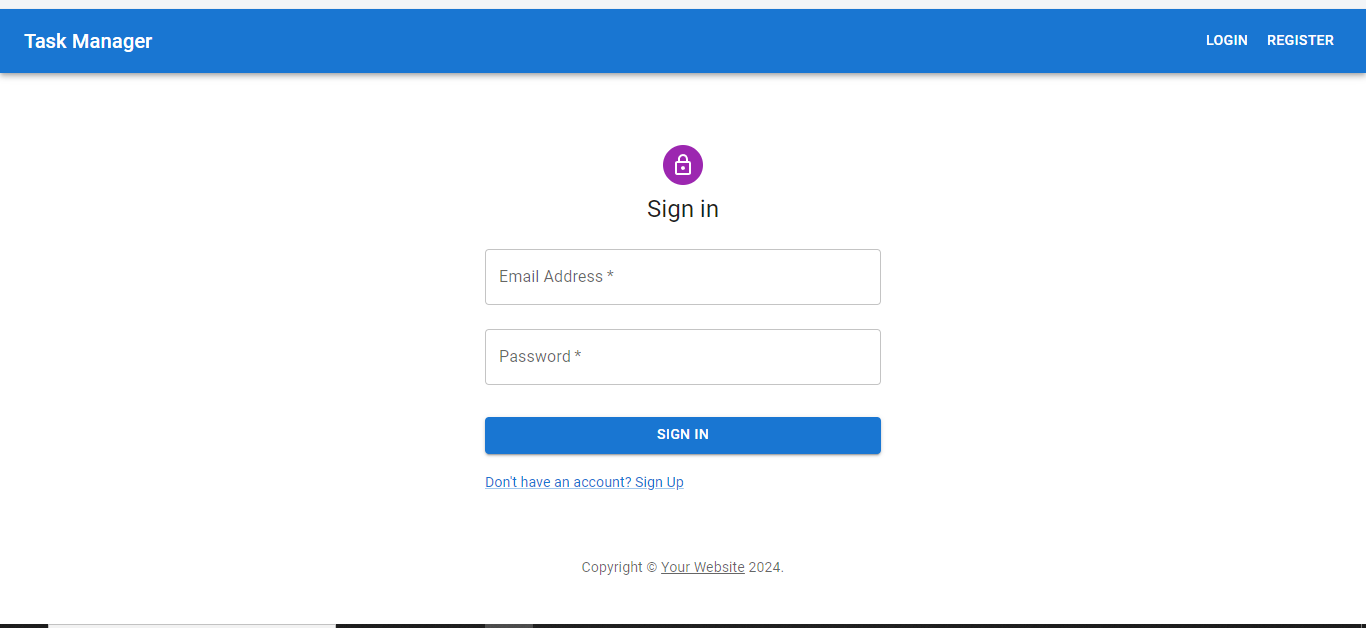 Task Manager
LOGIN REGISTER
Sign in
Email Address *
Password *
SIGN IN
Don't have an account? Sign Up
Copyright © Your Website 2024.